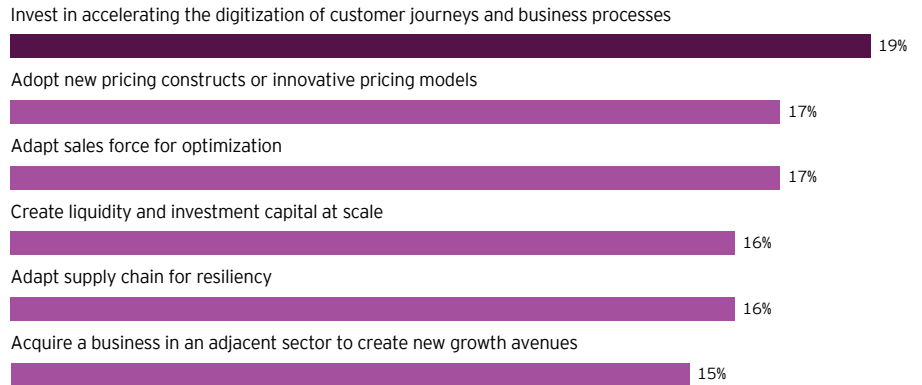 Invest in accelerating the digitization of customer journeys and business processes
19%
Adopt new pricing constructs or innovative pricing models
17%
Adapt sales force for optimization
17%
Create liquidity and investment capital at scale
16%
Adapt supply chain for resiliency
16%
Acquire a business in an adjacent sector to create new growth avenues
15%